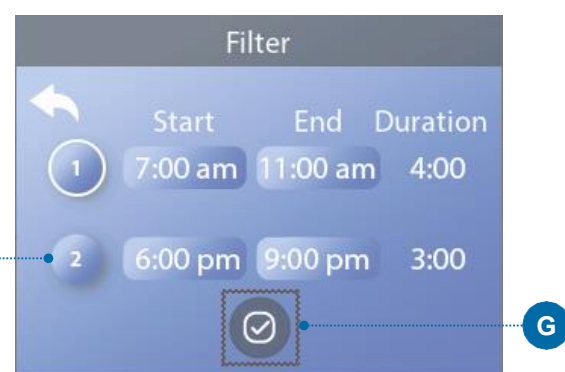 Filter
Start End Duration
1 7:00 am 11:00 am 4:00
2 6:00 pm 9:00 pm 3:00
G